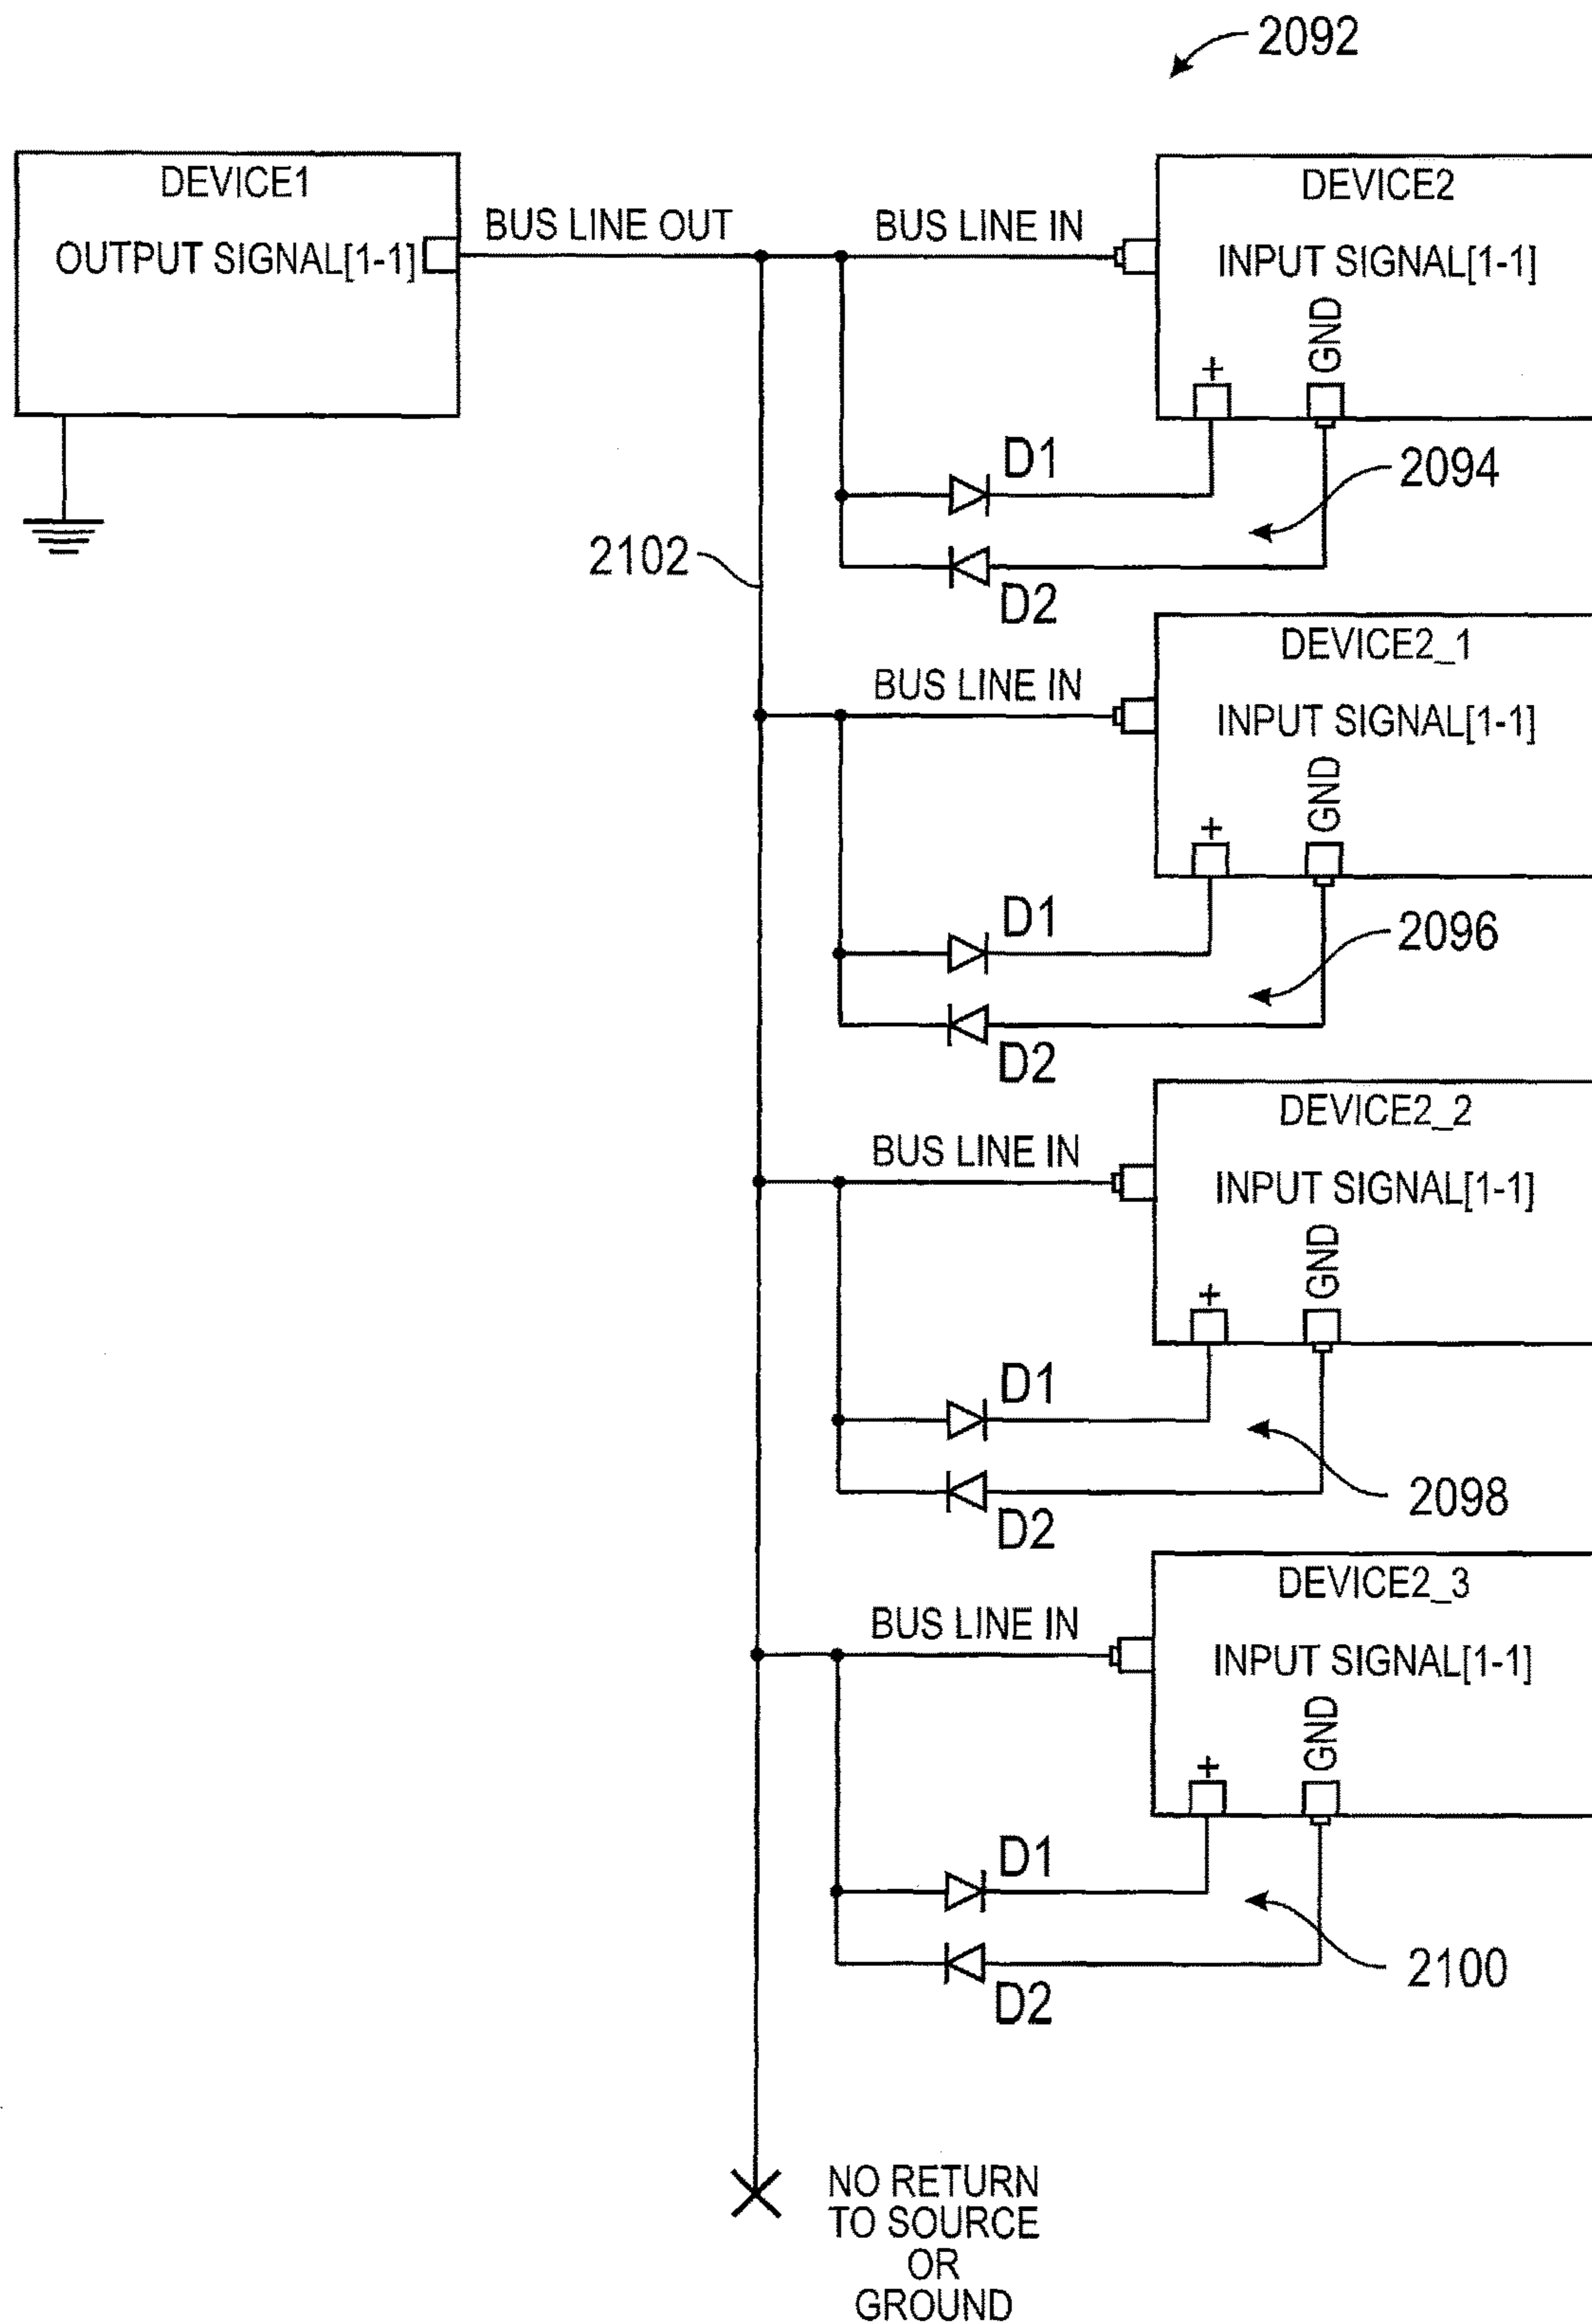 2092
DEVICE1
OUTPUT SIGNAL[1-1]
BUS LINE OUT
BUS LINE IN
DEVICE2
INPUT SIGNAL[1-1]
+
GND
D1
2094
D2
2102
DEVICE2_1
BUS LINE IN
INPUT SIGNAL[1-1]
+
GND
D1
2096
D2
DEVICE2_2
BUS LINE IN
INPUT SIGNAL[1-1]
+
GND
D1
2098
D2
DEVICE2_3
BUS LINE IN
INPUT SIGNAL[1-1]
+
GND
D1
2100
D2
NO RETURN
TO SOURCE
OR
GROUND